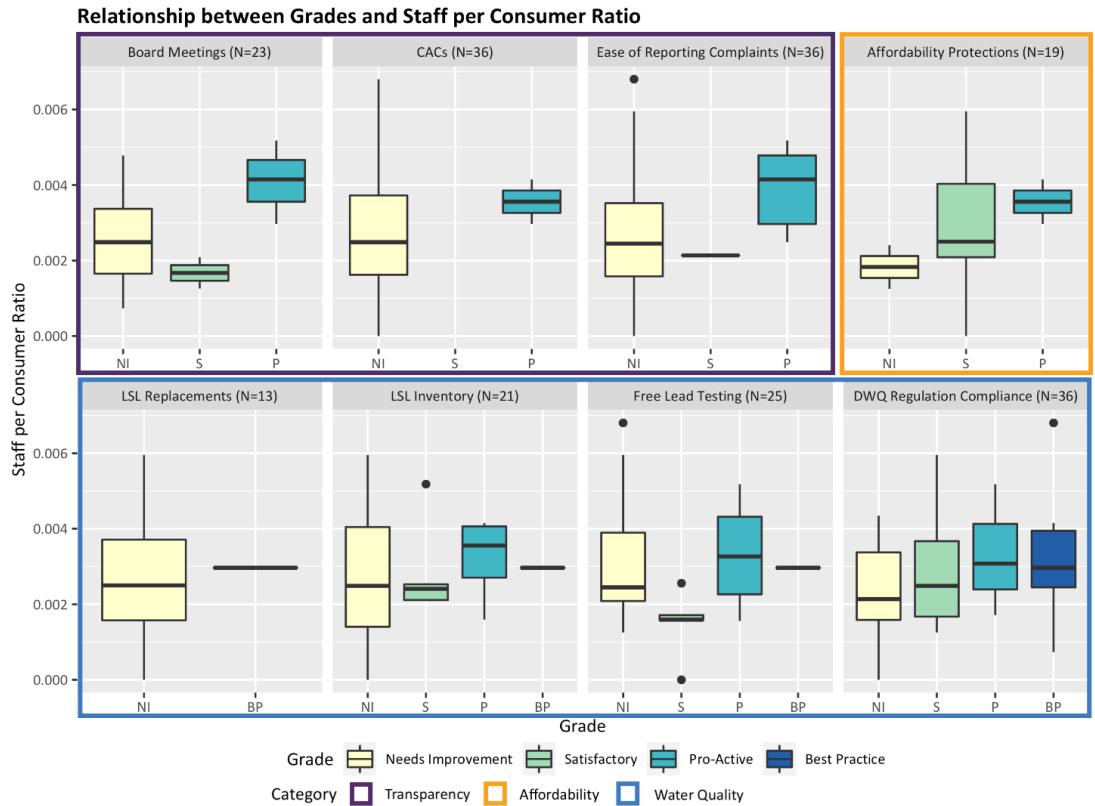 Relationship between Grades and Staff per Consumer Ratio
Board Meetings (N=23)
CACs (N=36)
Ease of Reporting Complaints (N=36)
Affordability Protections (N=19)
0.006
0.004
0.002
0.000
NI S P
NI S P
NI S P
NI S P
Staff per Consumer Ratio
LSL Replacements (N=13)
LSL Inventory (N=21)
Free Lead Testing (N=25)
DWQ Regulation Compliance (N=36)
0.006
0.004
0.002
0.000
NI BP
NI S P BP
NI S P BP
NI S P BP
Grade
Grade Needs Improvement Satisfactory Pro-Active Best Practice
Category Transparency Affordability Water Quality